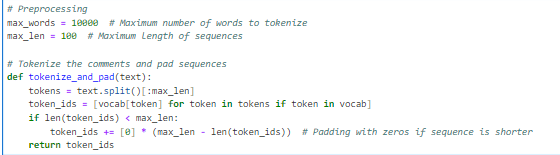 # Preprocessing
max_words = 10000  # Maximum number of words to tokenize
max_len = 100  # Maximum length of sequences

# Tokenize the comments and pad sequences
def tokenize_and_pad(text):
    tokens = text.split()[:max_len]
    token_ids = [vocab[token] for token in tokens if token in vocab]
    if len(token_ids) < max_len:
        token_ids += [0] * (max_len - len(token_ids))  # Padding with zeros if sequence is shorter
    return token_ids